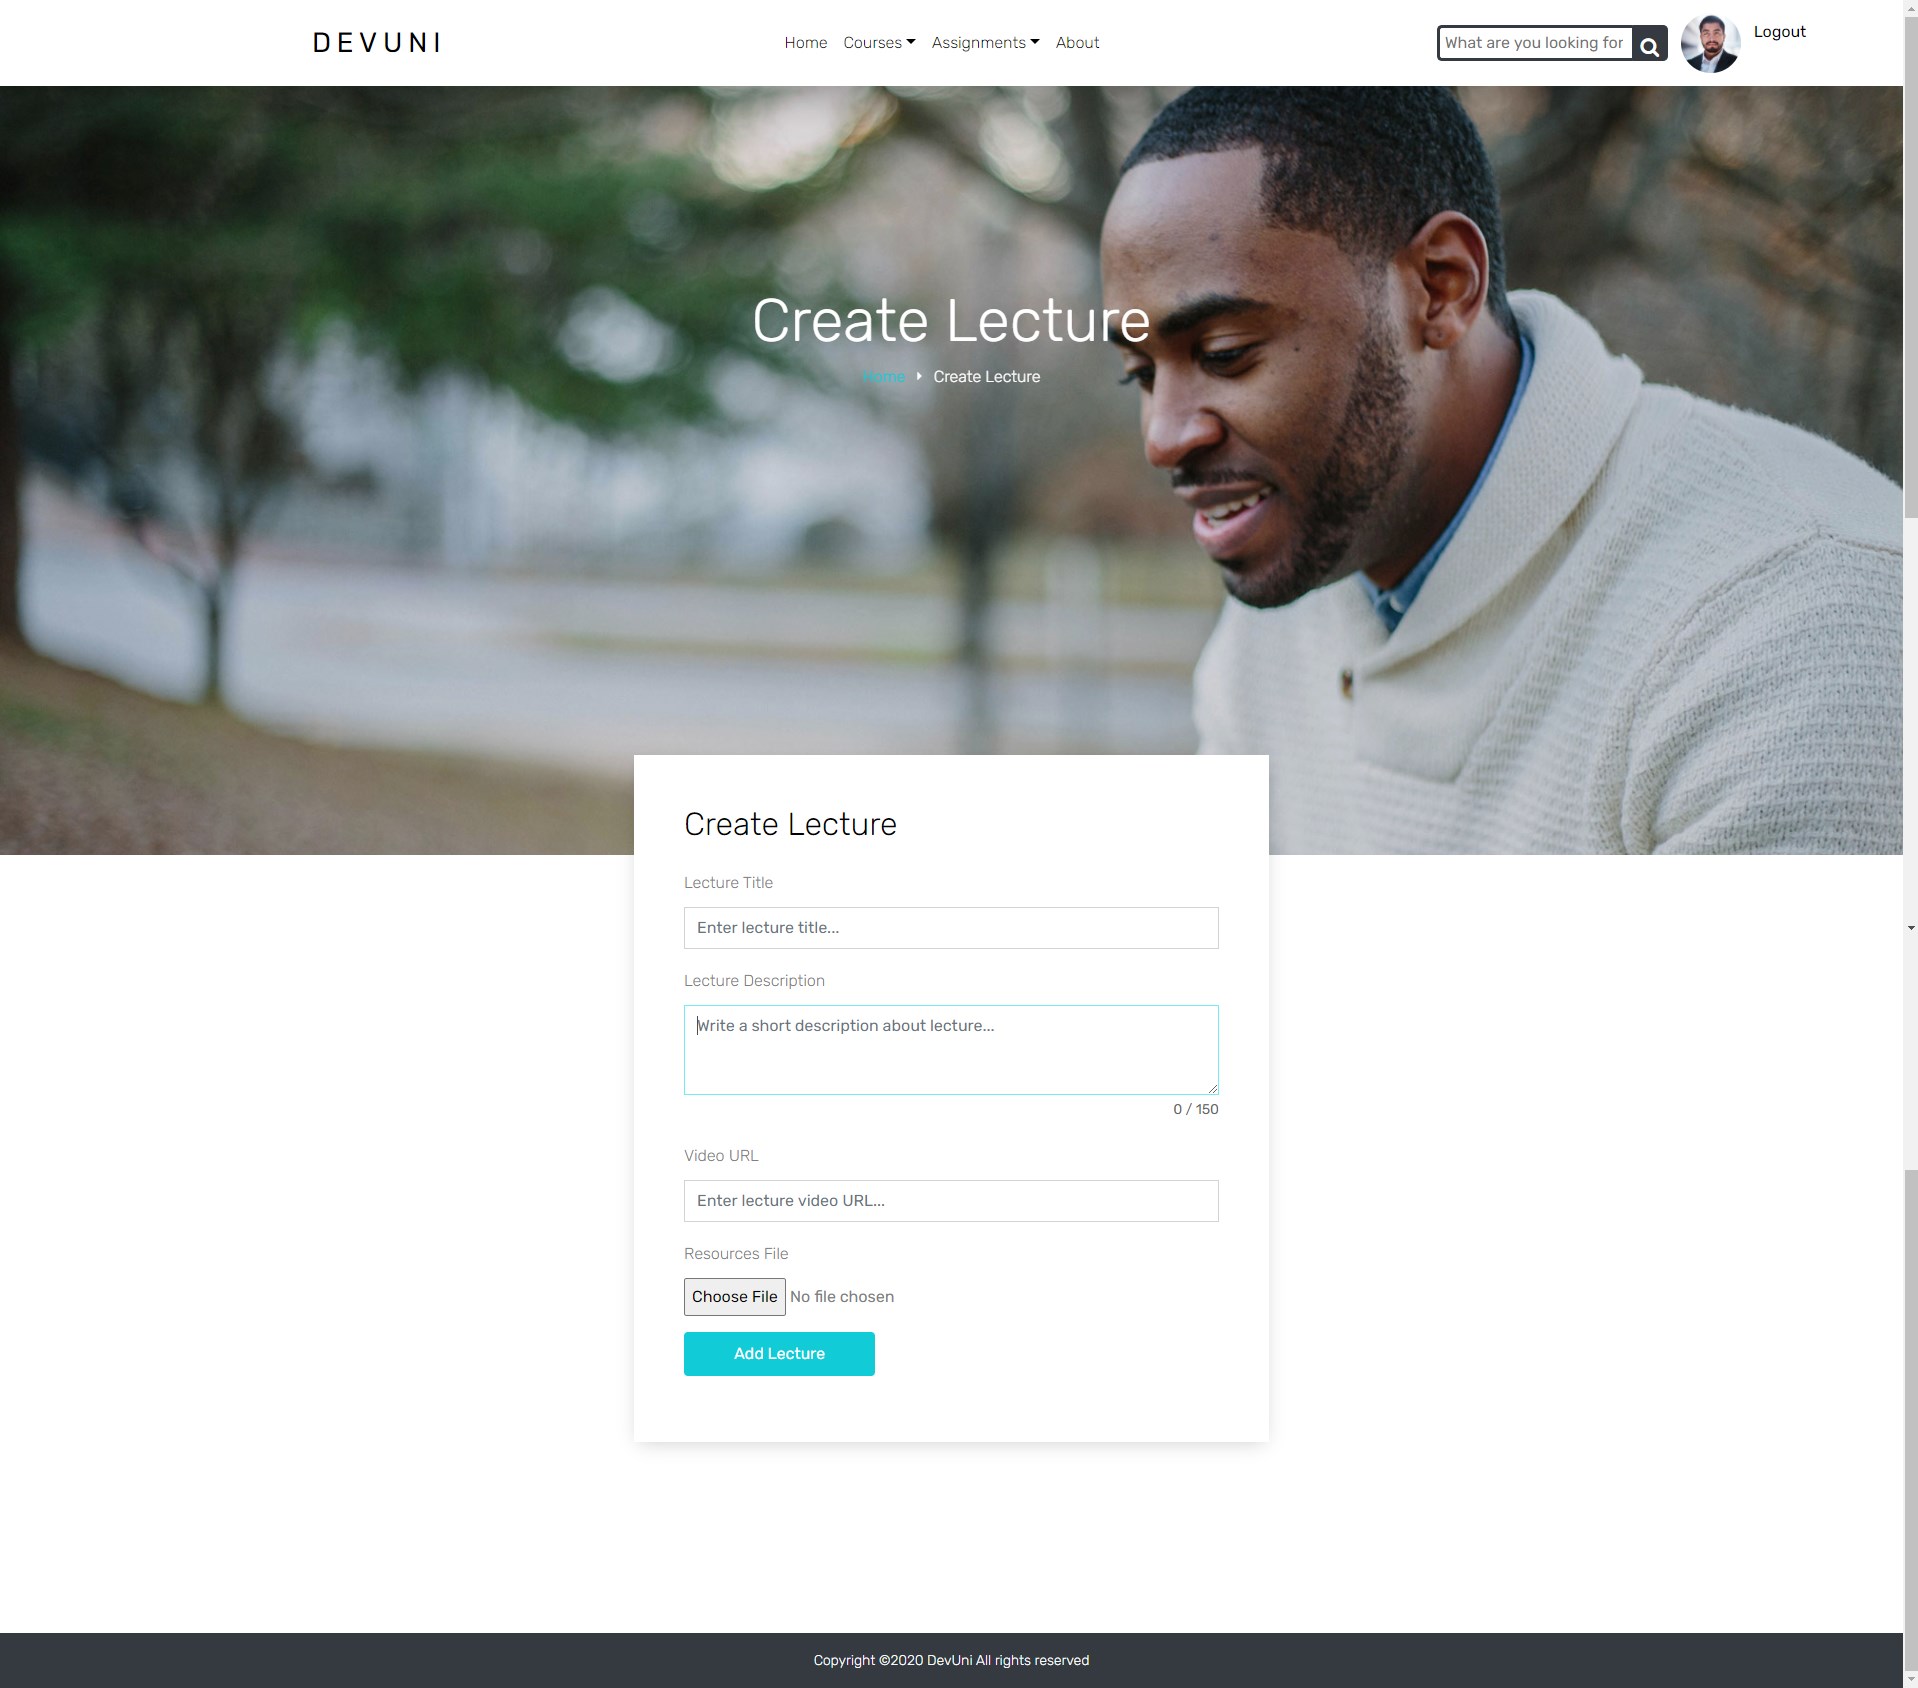 DEVUNI
Home Courses Assignments About
What are you looking for
Logout
Create Lecture
Home Create Lecture
Create Lecture
Lecture Title
Enter lecture title...
Lecture Description
Write a short description about lecture...
0 / 150
Video URL
Enter lecture video URL...
Resources File
Choose File No file chosen
Add Lecture
Copyright ©2020 DevUni All rights reserved